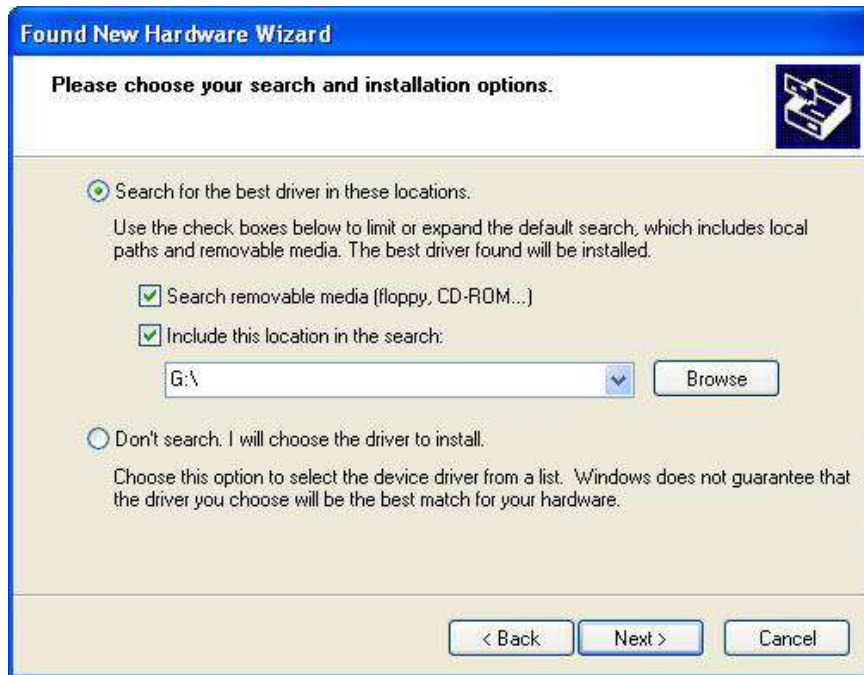 Found New Hardware Wizard
Please choose your search and installation options.
Search for the best driver in these locations.
Use the check boxes below to limit or expand the default search, which includes local
paths and removable media. The best driver found will be installed.
Search removable media (floppy, CD-ROM...)
Include this location in the search:
G:\
Browse
Don't search. I will choose the driver to install.
Choose this option to select the device driver from a list. Windows does not guarantee that
the driver you choose will be the best match for your hardware.
< Back
Next >
Cancel